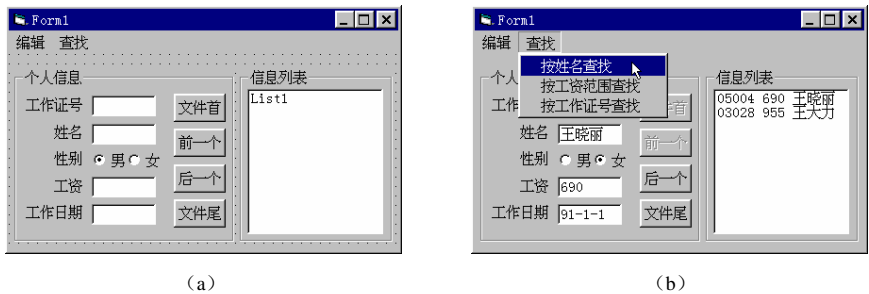 Form1
编辑 查找
个人信息
工作证号
姓名
性别 男 女
工资
工作日期
文件首
前一个
后一个
文件尾
信息列表
List1
(a)
Form1
编辑 查找
按姓名查找
按工资范围查找
按工作证号查找
个人
工作
姓名 王晓丽
性别 男 女
工资 690
工作日期 91-1-1
前一个
后一个
文件尾
信息列表
05004 690 王晓丽
03028 955 王大力
(b)